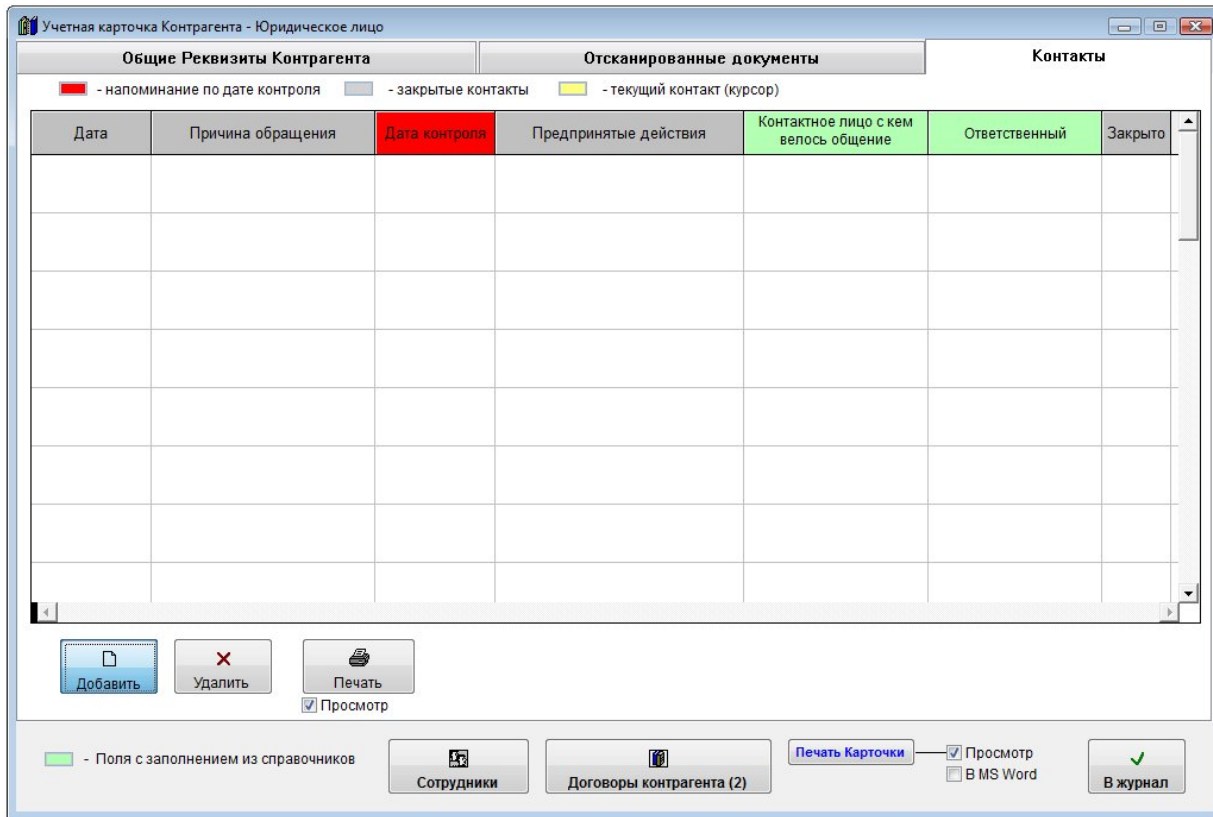 Учетная карточка Контрагента - Юридическое лицо
Общие Реквизиты Контрагента Отсканированные документы Контакты
- напоминание по дате контроля - закрытые контакты - текущий контакт (курсор)
Дата Причина обращения Дата контроля Предпринятые действия Контактное лицо с кем велось общение Ответственный Закрыто
Добавить Удалить Печать
Просмотр
- Поля с заполнением из справочников
Сотрудники
Договоры контрагента (2)
Печать Карточки
Просмотр
В MS Word
В журнал